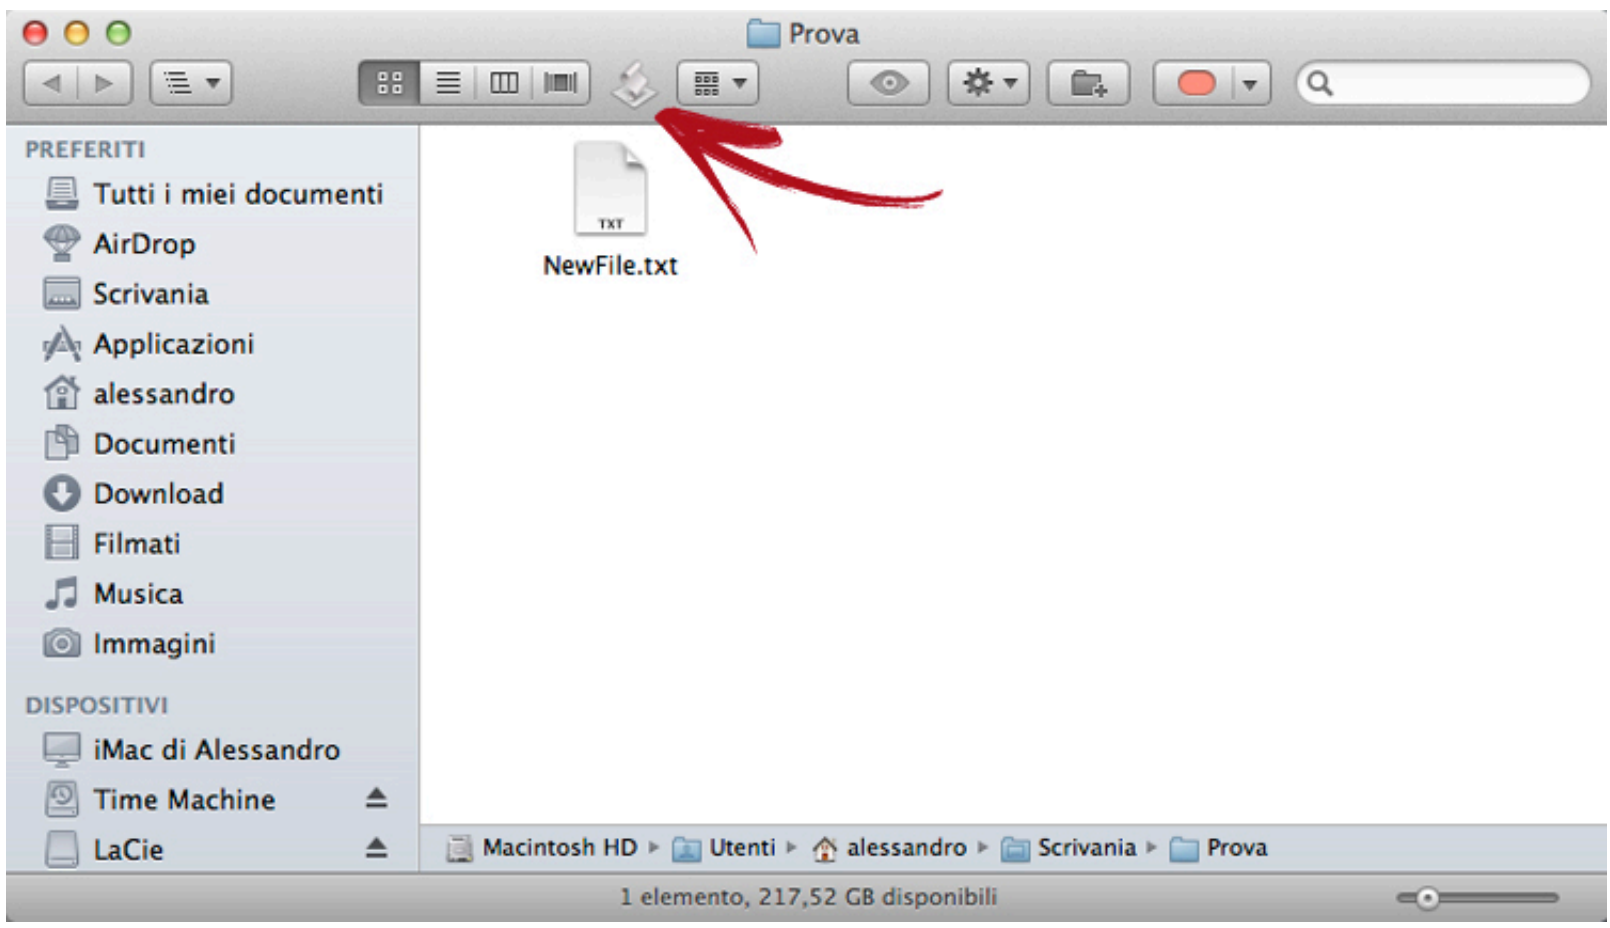 Prova
PREFERITI
Tutti i miei documenti
AirDrop
Scrivania
Applicazioni
alessandro
Documenti
Download
Filmati
Musica
Immagini
DISPOSITIVI
iMac di Alessandro
Time Machine
LaCie
TXT
NewFile.txt
Macintosh HD ▸ Utenti ▸ alessandro ▸ Scrivania ▸ Prova
1 elemento, 217,52 GB disponibili